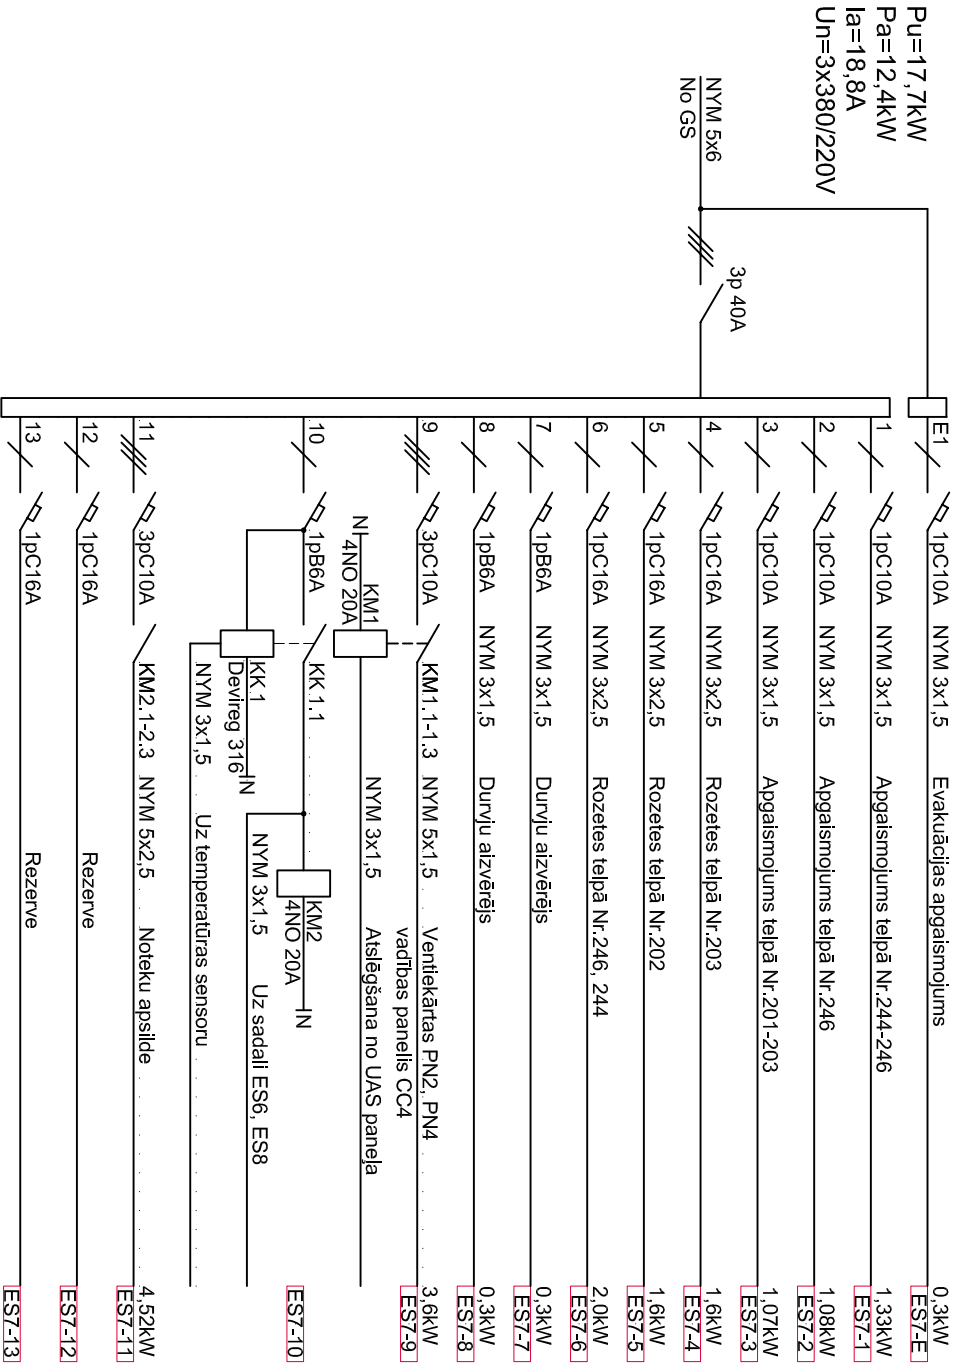 Pu=17,7kW
Pa=12,4kW
Ia=18,8A
Un=3x380/220V
NYM 5x6
No GS
3p 40A
E1 1pC10A NYM 3x1,5 Evakuācijas apgaismojums 0,3kW
ES7-E
1 1pC10A NYM 3x1,5 Apgaismojums telpā Nr.244-246 1,33kW
ES7-1
2 1pC10A NYM 3x1,5 Apgaismojums telpā Nr.246 1,08kW
ES7-2
3 1pC10A NYM 3x1,5 Apgaismojums telpā Nr.201-203 1,07kW
ES7-3
4 1pC16A NYM 3x2,5 Rozetes telpā Nr.203 1,6kW
ES7-4
5 1pC16A NYM 3x2,5 Rozetes telpā Nr.202 1,6kW
ES7-5
6 1pC16A NYM 3x2,5 Rozetes telpā Nr.246, 244 2,0kW
ES7-6
7 1pB6A NYM 3x1,5 Durvju aizvērējs 0,3kW
ES7-7
8 1pB6A NYM 3x1,5 Durvju aizvērējs 0,3kW
ES7-8
9 3pC10A KM1.1-1.3 NYM 5x1,5 Ventiekārtas PN2, PN4 3,6kW
vadības panelis CC4
ES7-9
KM1
N
4NO 20A
NYM 3x1,5 Atslēgšana no UAS paneļa
10 1pB6A KK.1.1 KM2
4NO 20A
N
ES7-10
KK.1
Devireg 316
N
NYM 3x1,5 Uz sadali ES6, ES8
NYM 3x1,5 Uz temperatūras sensoru
11 3pC10A KM2.1-2.3 NYM 5x2,5 Noteku apsilde 4,52kW
ES7-11
12 1pC16A Rezerve
ES7-12
13 1pC16A Rezerve
ES7-13